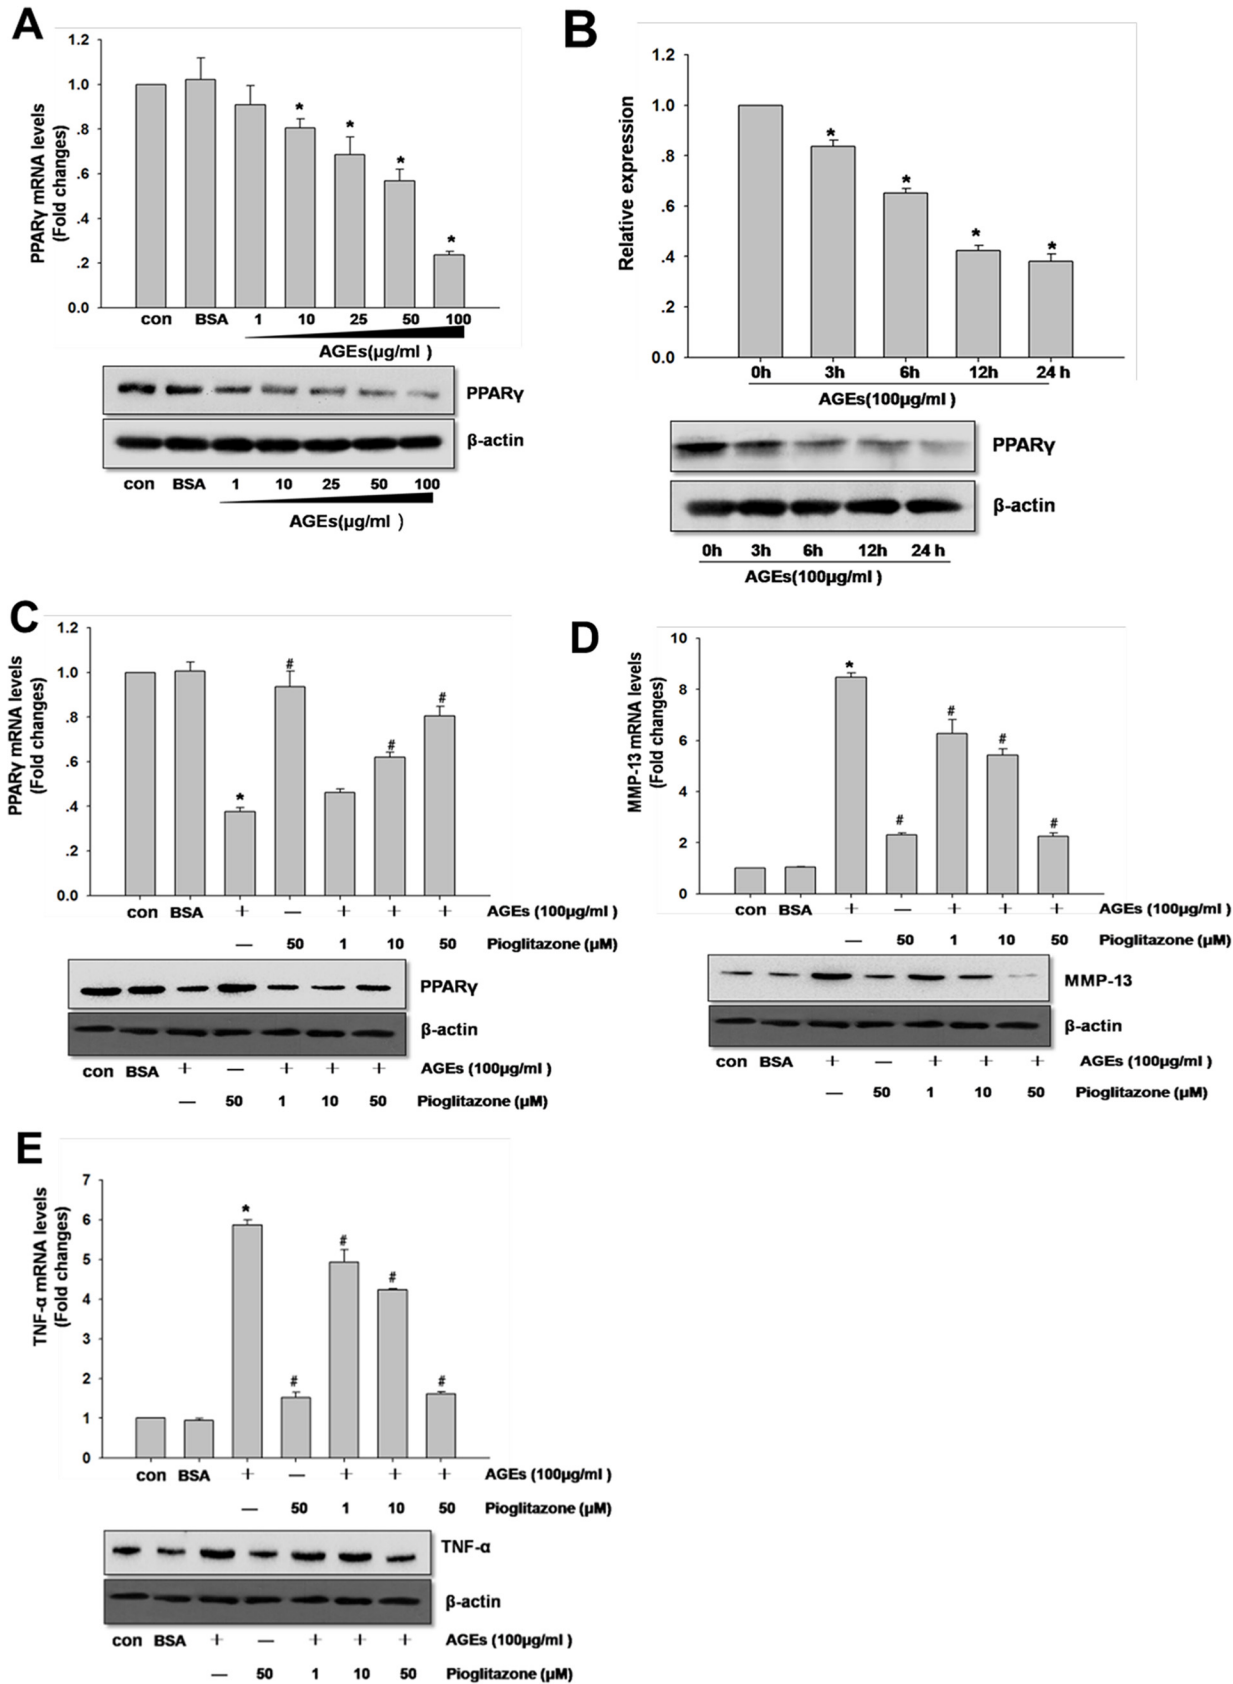 A
PPARγ mRNA levels
(Fold changes)
1.2
1.0
.8
.6
.4
.2
0.0
* * * *
con BSA 1 10 25 50 100
AGEs(μg/ml )
PPARγ
β-actin
con BSA 1 10 25 50 100
AGEs(μg/ml )
B
Relative expression
1.2
1.0
.8
.6
.4
.2
0.0
* * * *
0h 3h 6h 12h 24 h
AGEs(100μg/ml )
PPARγ
β-actin
0h 3h 6h 12h 24 h
AGEs(100μg/ml )
C
PPARγ mRNA levels
(Fold changes)
1.2
1.0
.8
.6
.4
.2
0.0
* # # #
con BSA + — + + + AGEs (100μg/ml )
— 50 1 10 50 Pioglitazone (μM)
PPARγ
β-actin
con BSA + — + + + AGEs (100μg/ml )
— 50 1 10 50 Pioglitazone (μM)
D
MMP-13 mRNA levels
(Fold changes)
10
8
6
4
2
0
* # # # #
con BSA + — + + + AGEs (100μg/ml )
— 50 1 10 50 Pioglitazone (μM)
MMP-13
β-actin
con BSA + — + + + AGEs (100μg/ml )
— 50 1 10 50 Pioglitazone (μM)
E
TNF-α mRNA levels
(Fold changes)
7
6
5
4
3
2
1
0
* # # # #
con BSA + — + + + AGEs (100μg/ml )
— 50 1 10 50 Pioglitazone (μM)
TNF-α
β-actin
con BSA + — + + + AGEs (100μg/ml )
— 50 1 10 50 Pioglitazone (μM)